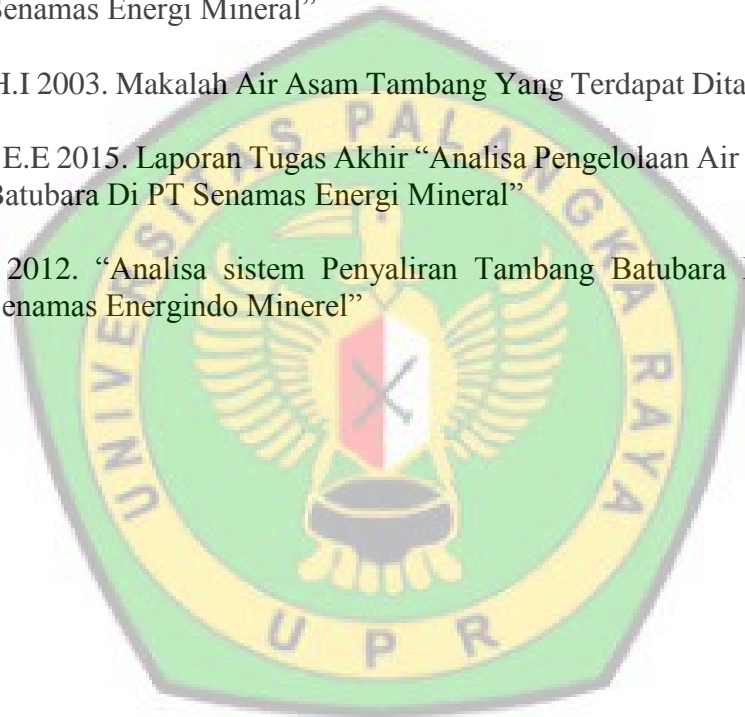 Senamas Energi Mineral”
H.I 2003. Makalah Air Asam Tambang Yang Terdapat Dita
E.E 2015. Laporan Tugas Akhir “Analisa Pengelolaan Air
Batubara Di PT Senamas Energi Mineral”
2012. “Analisa sistem Penyaliran Tambang Batubara
Senamas Energindo Minerel”
UNIVERSITAS PALANGKA RAYA
UPR